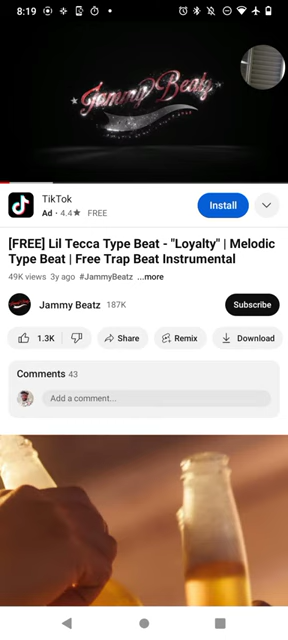 8:19
Jammy Beatz
TikTok
Ad · 4.4★ FREE
Install
[FREE] Lil Tecca Type Beat - "Loyalty" | Melodic
Type Beat | Free Trap Beat Instrumental
49K views 3y ago #JammyBeatz ...more
Jammy Beatz 187K
Subscribe
1.3K
Share
Remix
Download
Comments 43
Add a comment...